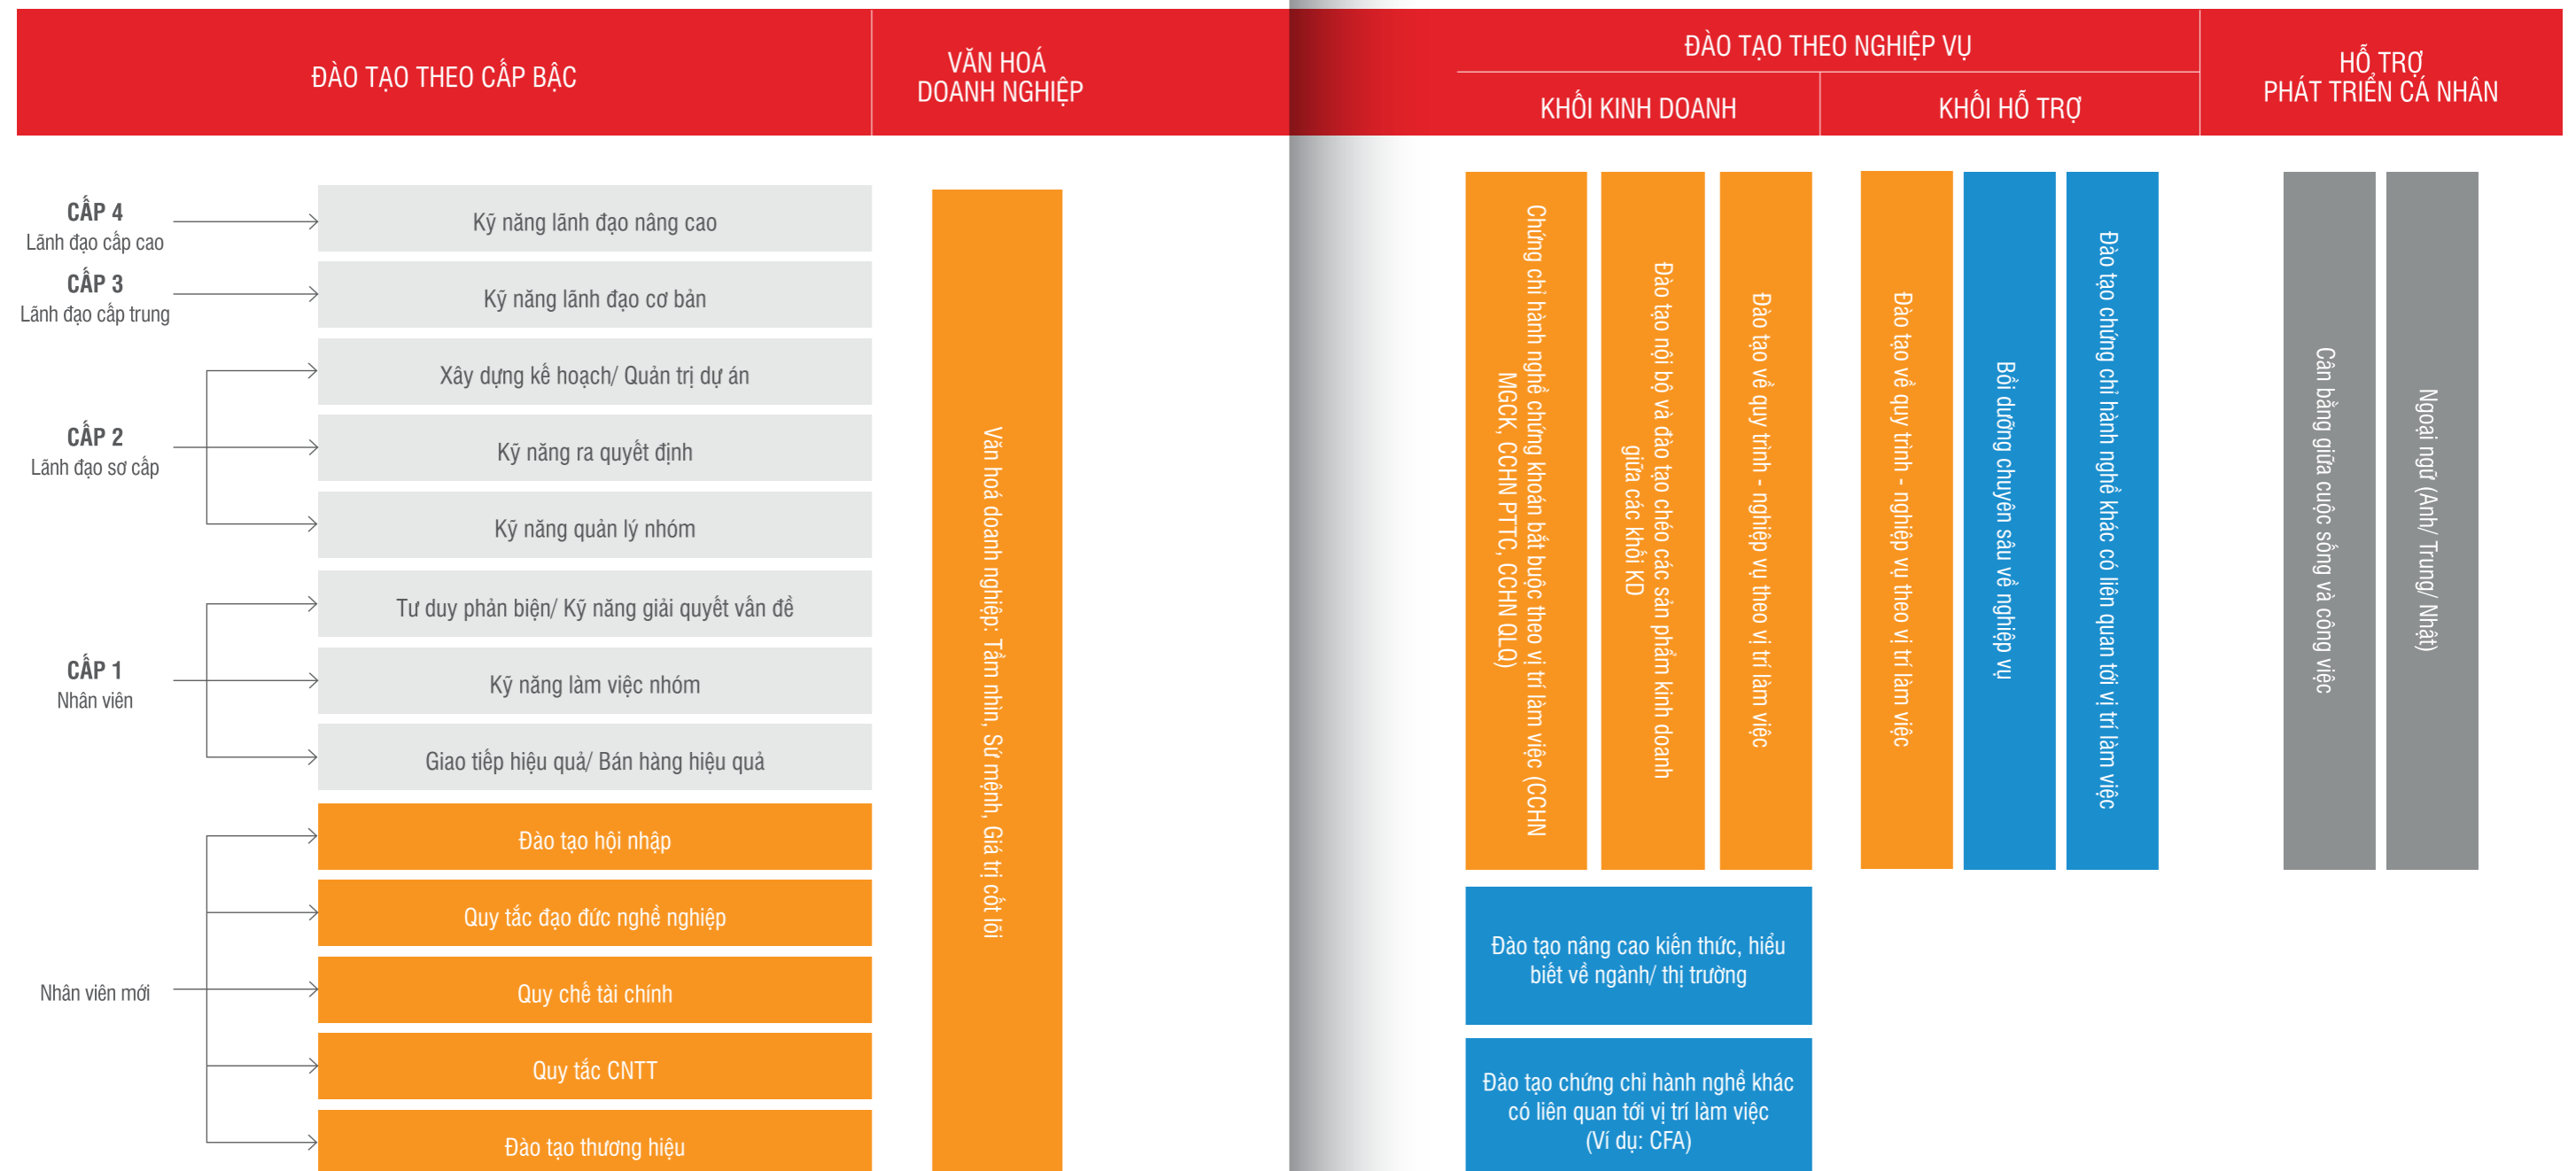 ĐÀO TẠO THEO CẤP BẬC
VĂN HOÁ
DOANH NGHIỆP
ĐÀO TẠO THEO NGHIỆP VỤ
KHỐI KINH DOANH
KHỐI HỖ TRỢ
HỖ TRỢ
PHÁT TRIỂN CÁ NHÂN
CẤP 4
Lãnh đạo cấp cao
Kỹ năng lãnh đạo nâng cao
CẤP 3
Lãnh đạo cấp trung
Kỹ năng lãnh đạo cơ bản
CẤP 2
Lãnh đạo sơ cấp
Xây dựng kế hoạch/ Quản trị dự án
Kỹ năng ra quyết định
Kỹ năng quản lý nhóm
CẤP 1
Nhân viên
Tư duy phản biện/ Kỹ năng giải quyết vấn đề
Kỹ năng làm việc nhóm
Giao tiếp hiệu quả/ Bán hàng hiệu quả
Nhân viên mới
Đào tạo hội nhập
Quy tắc đạo đức nghề nghiệp
Quy chế tài chính
Quy tắc CNTT
Đào tạo thương hiệu
Văn hoá doanh nghiệp: Tầm nhìn, Sứ mệnh, Giá trị cốt lõi
Chứng chỉ hành nghề chứng khoán bắt buộc theo vị trí làm việc (CCHN
MGCK, CCHN PTTC, CCHN QLQ)
Đào tạo nội bộ và đào tạo chéo các sản phẩm kinh doanh
giữa các khối KD
Đào tạo về quy trình - nghiệp vụ theo vị trí làm việc
Đào tạo về quy trình - nghiệp vụ theo vị trí làm việc
Bồi dưỡng chuyên sâu về nghiệp vụ
Đào tạo chứng chỉ hành nghề khác có liên quan tới vị trí làm việc
Cân bằng giữa cuộc sống và công việc
Ngoại ngữ (Anh/ Trung/ Nhật)
Đào tạo nâng cao kiến thức, hiểu
biết về ngành/ thị trường
Đào tạo chứng chỉ hành nghề khác
có liên quan tới vị trí làm việc
(Ví dụ: CFA)